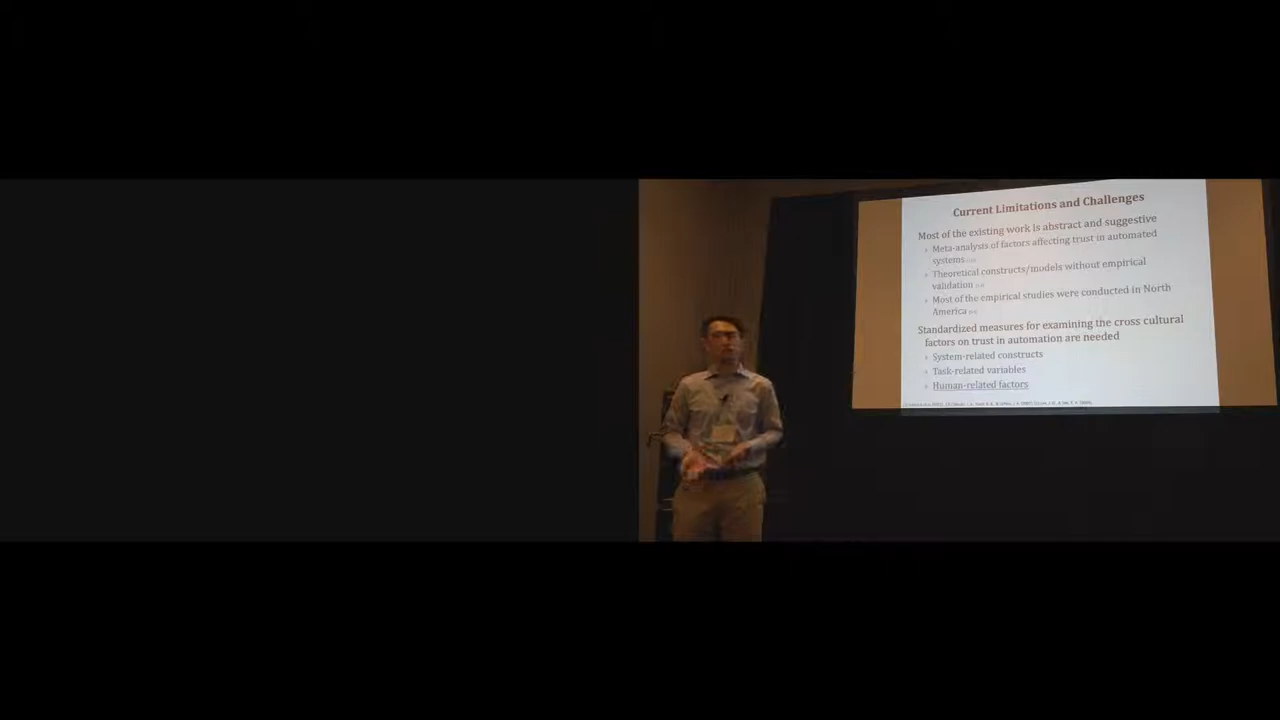 Current Limitations and Challenges
Most of the existing work is abstract and suggestive
Meta-analysis of factors affecting trust in automated
systems
Theoretical constructs/models without empirical
validation
Most of the empirical studies were conducted in North
America
Standardized measures for examining the cross cultural
factors on trust in automation are needed
System-related constructs
Task-related variables
Human-related factors